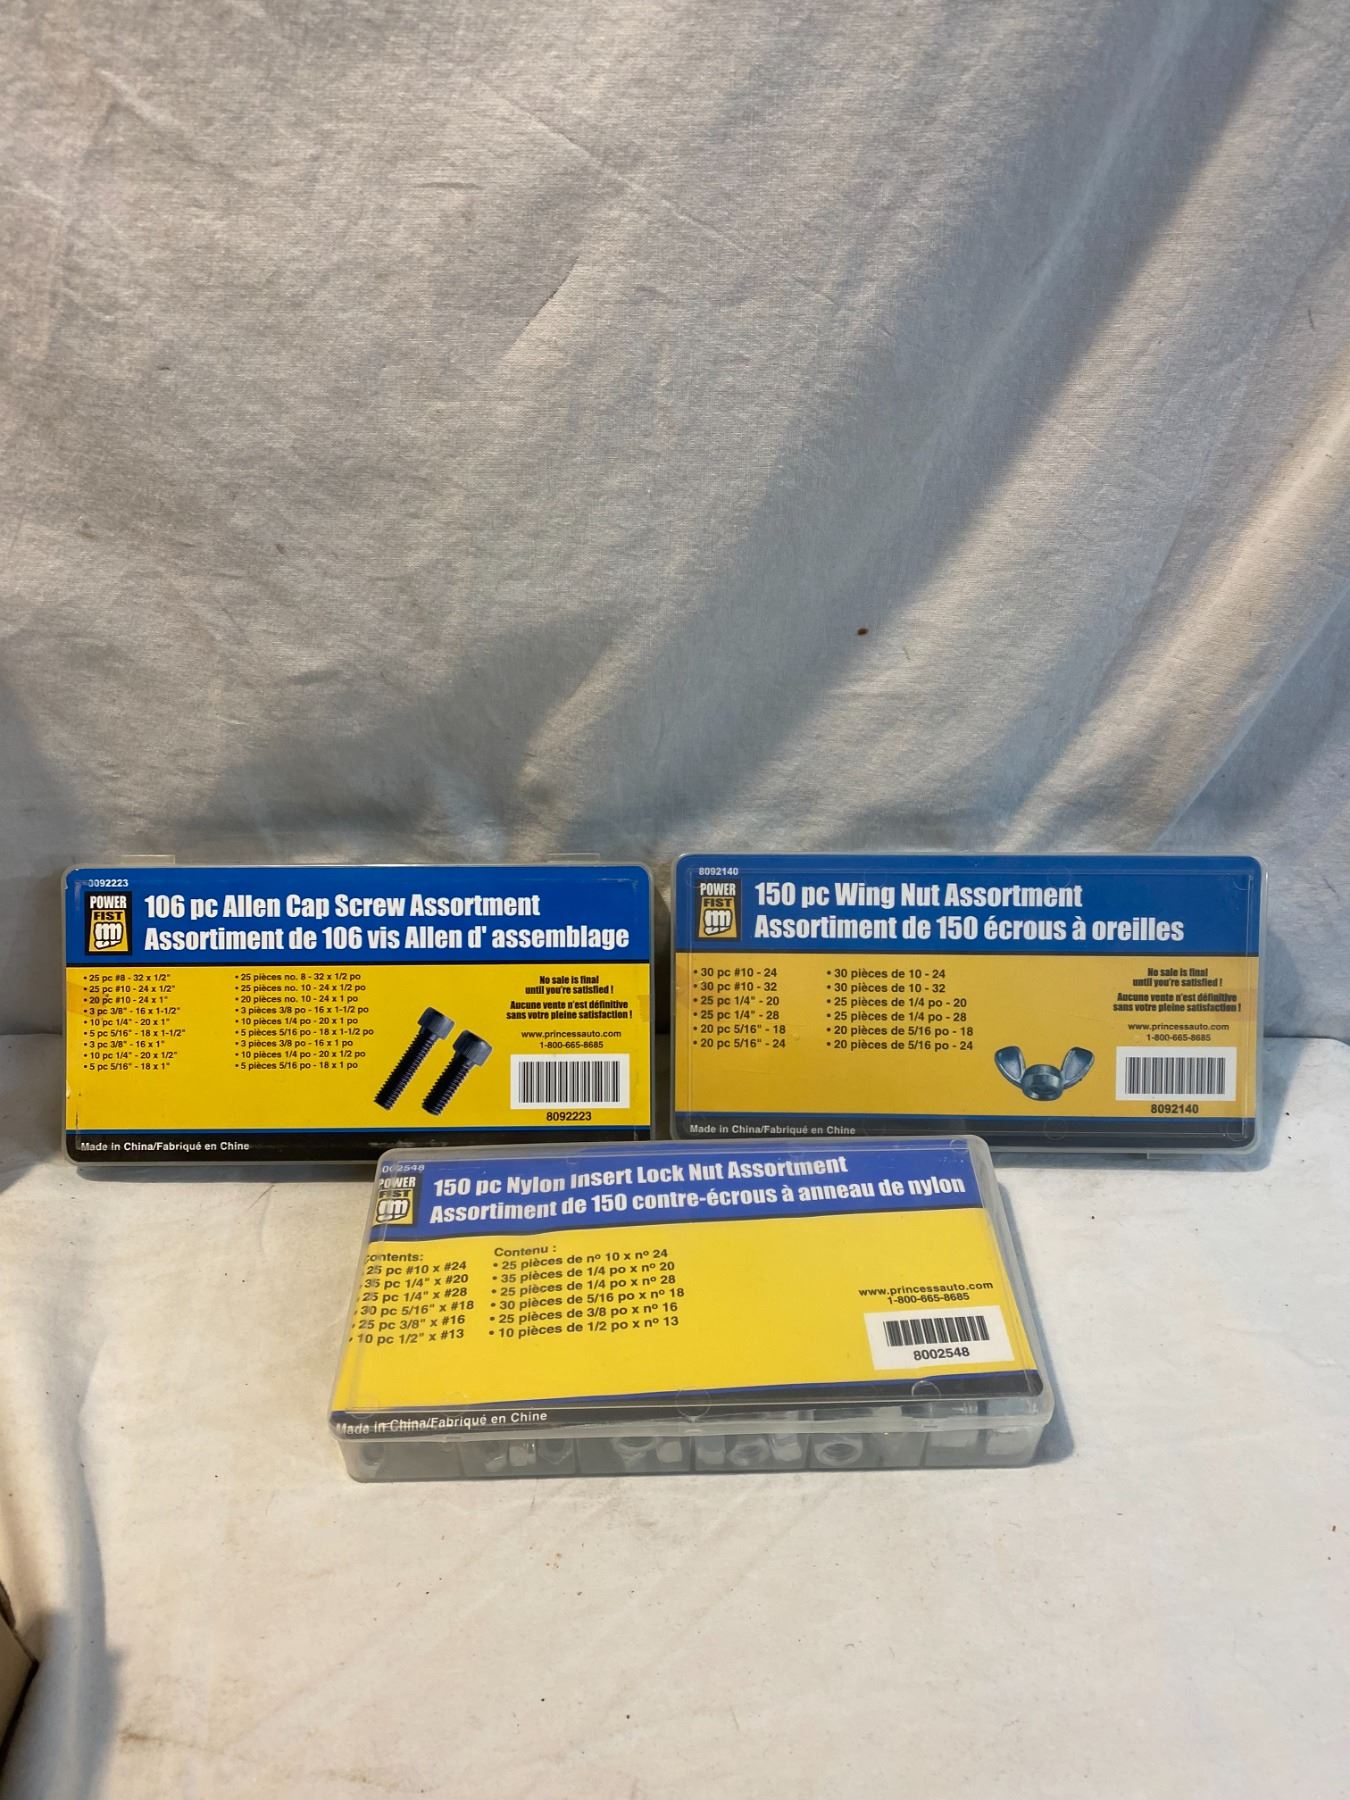 3092223
POWER
FIST
106 pc Allen Cap Screw Assortment
Assortiment de 106 vis Allen d' assemblage
• 25 pc #8 - 32 x 1/2"
• 25 pc #10 - 24 x 1/2"
• 20 pc #10 - 24 x 1"
• 3 pc 3/8" - 16 x 1-1/2"
• 10 pc 1/4" - 20 x 1"
• 5 pc 5/16" - 18 x 1-1/2"
• 3 pc 3/8" - 16 x 1"
• 10 pc 1/4" - 20 x 1/2"
• 5 pc 5/16" - 18 x 1"
• 25 pièces no. 8 - 32 x 1/2 po
• 25 pièces no. 10 - 24 x 1/2 po
• 20 pièces no. 10 - 24 x 1 po
• 3 pièces 3/8 po - 16 x 1-1/2 po
• 10 pièces 1/4 po - 20 x 1 po
• 5 pièces 5/16 po - 18 x 1-1/2 po
• 3 pièces 3/8 po - 16 x 1 po
• 10 pièces 1/4 po - 20 x 1/2 po
• 5 pièces 5/16 po - 18 x 1 po
No sale is final
until you're satisfied !
Aucune vente n'est définitive
sans votre pleine satisfaction !
www.princessauto.com
1-800-665-8685
8092223
Made in China/Fabriqué en Chine
8092140
POWER
FIST
150 pc Wing Nut Assortment
Assortiment de 150 écrous à oreilles
• 30 pc #10 - 24
• 30 pc #10 - 32
• 25 pc 1/4" - 20
• 25 pc 1/4" - 28
• 20 pc 5/16" - 18
• 20 pc 5/16" - 24
• 30 pièces de 10 - 24
• 30 pièces de 10 - 32
• 25 pièces de 1/4 po - 20
• 25 pièces de 1/4 po - 28
• 20 pièces de 5/16 po - 18
• 20 pièces de 5/16 po - 24
No sale is final
until you're satisfied !
Aucune vente n'est définitive
sans votre pleine satisfaction !
www.princessauto.com
1-800-665-8685
8092140
Made in China/Fabriqué en Chine
002548
POWER
FIST
150 pc Nylon Insert Lock Nut Assortment
Assortiment de 150 contre-écrous à anneau de nylon
ontents:
25 pc #10 x #24
35 pc 1/4" x #20
• 25 pc 1/4" x #28
• 30 pc 5/16" x #18
• 25 pc 3/8" x #16
• 10 pc 1/2" x #13
Contenu :
• 25 pièces de nº 10 x nº 24
• 35 pièces de 1/4 po x nº 20
• 25 pièces de 1/4 po x nº 28
• 30 pièces de 5/16 po x nº 18
• 25 pièces de 3/8 po x nº 16
• 10 pièces de 1/2 po x nº 13
www.princessauto.com
1-800-665-8685
8002548
Made in China/Fabriqué en Chine